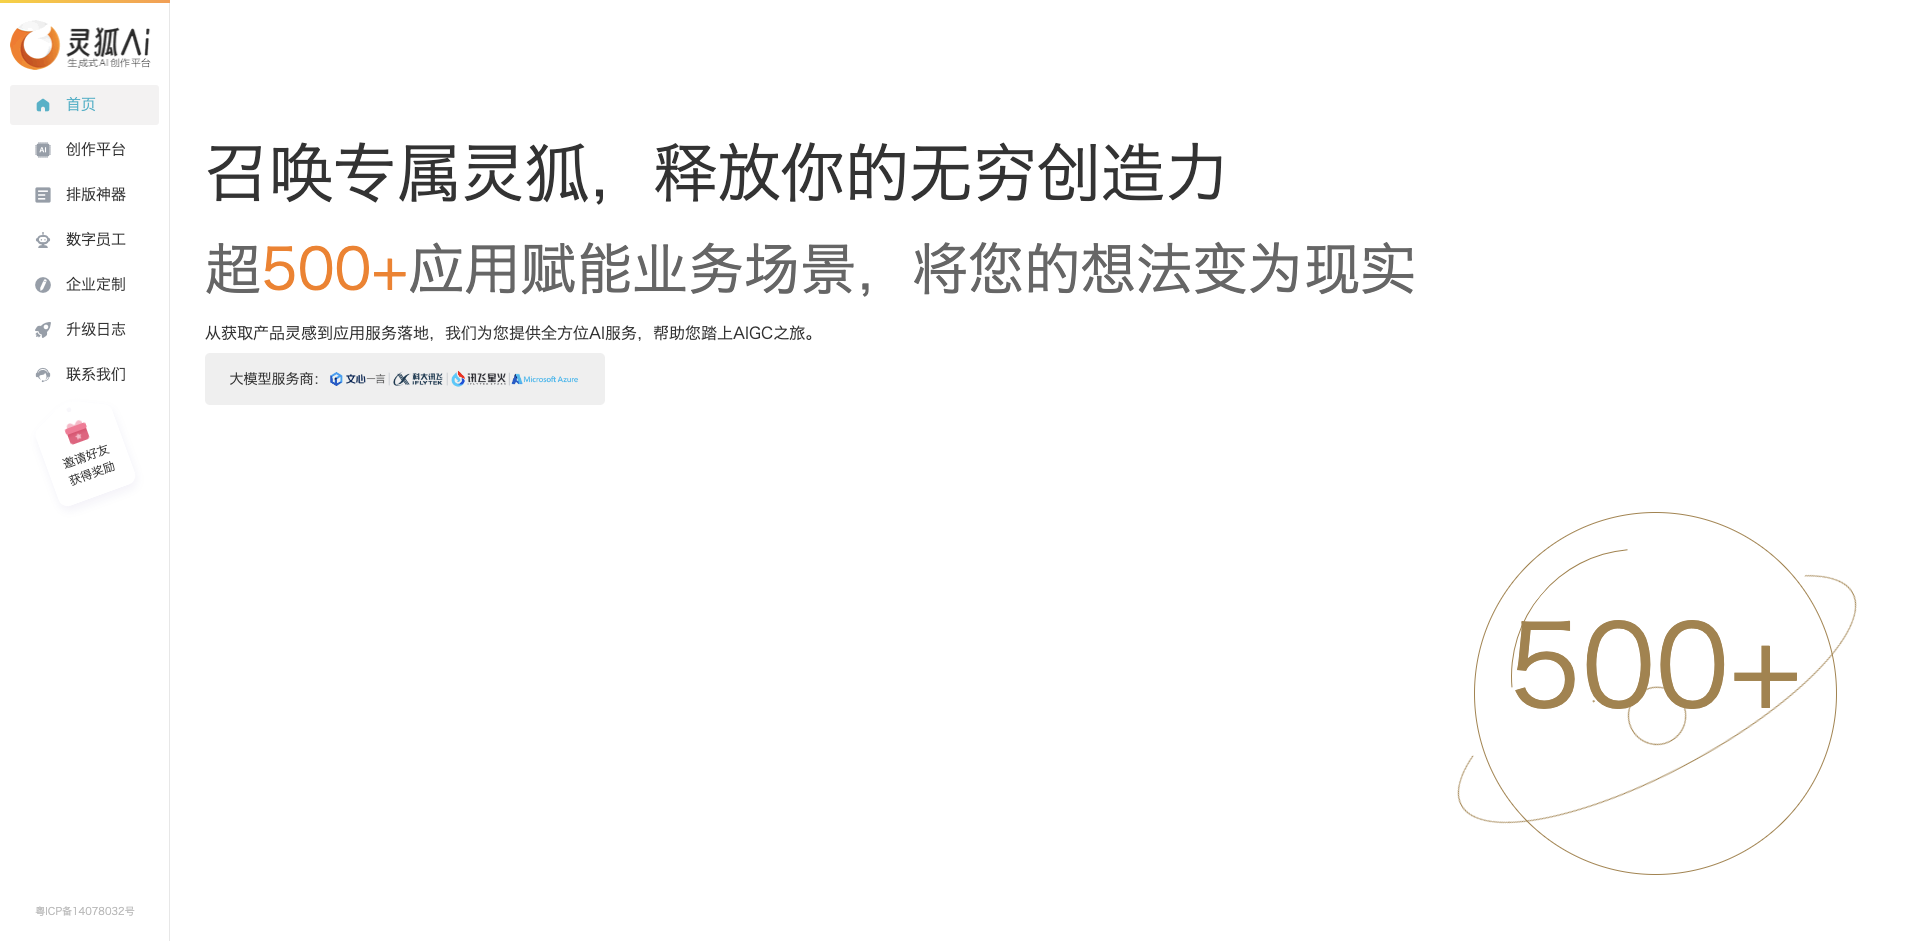 灵狐Ai
生成式AI创作平台
首页
创作平台
排版神器
数字员工
企业定制
升级日志
联系我们
邀请好友
获得奖励
粤ICP备14078032号
召唤专属灵狐，释放你的无穷创造力
超500+应用赋能业务场景，将您的想法变为现实
从获取产品灵感到应用服务落地，我们为您提供全方位AI服务，帮助您踏上AIGC之旅。
大模型服务商： 文心一言 | 科大讯飞 IFLYTEK | 讯飞星火 | Microsoft Azure
500+